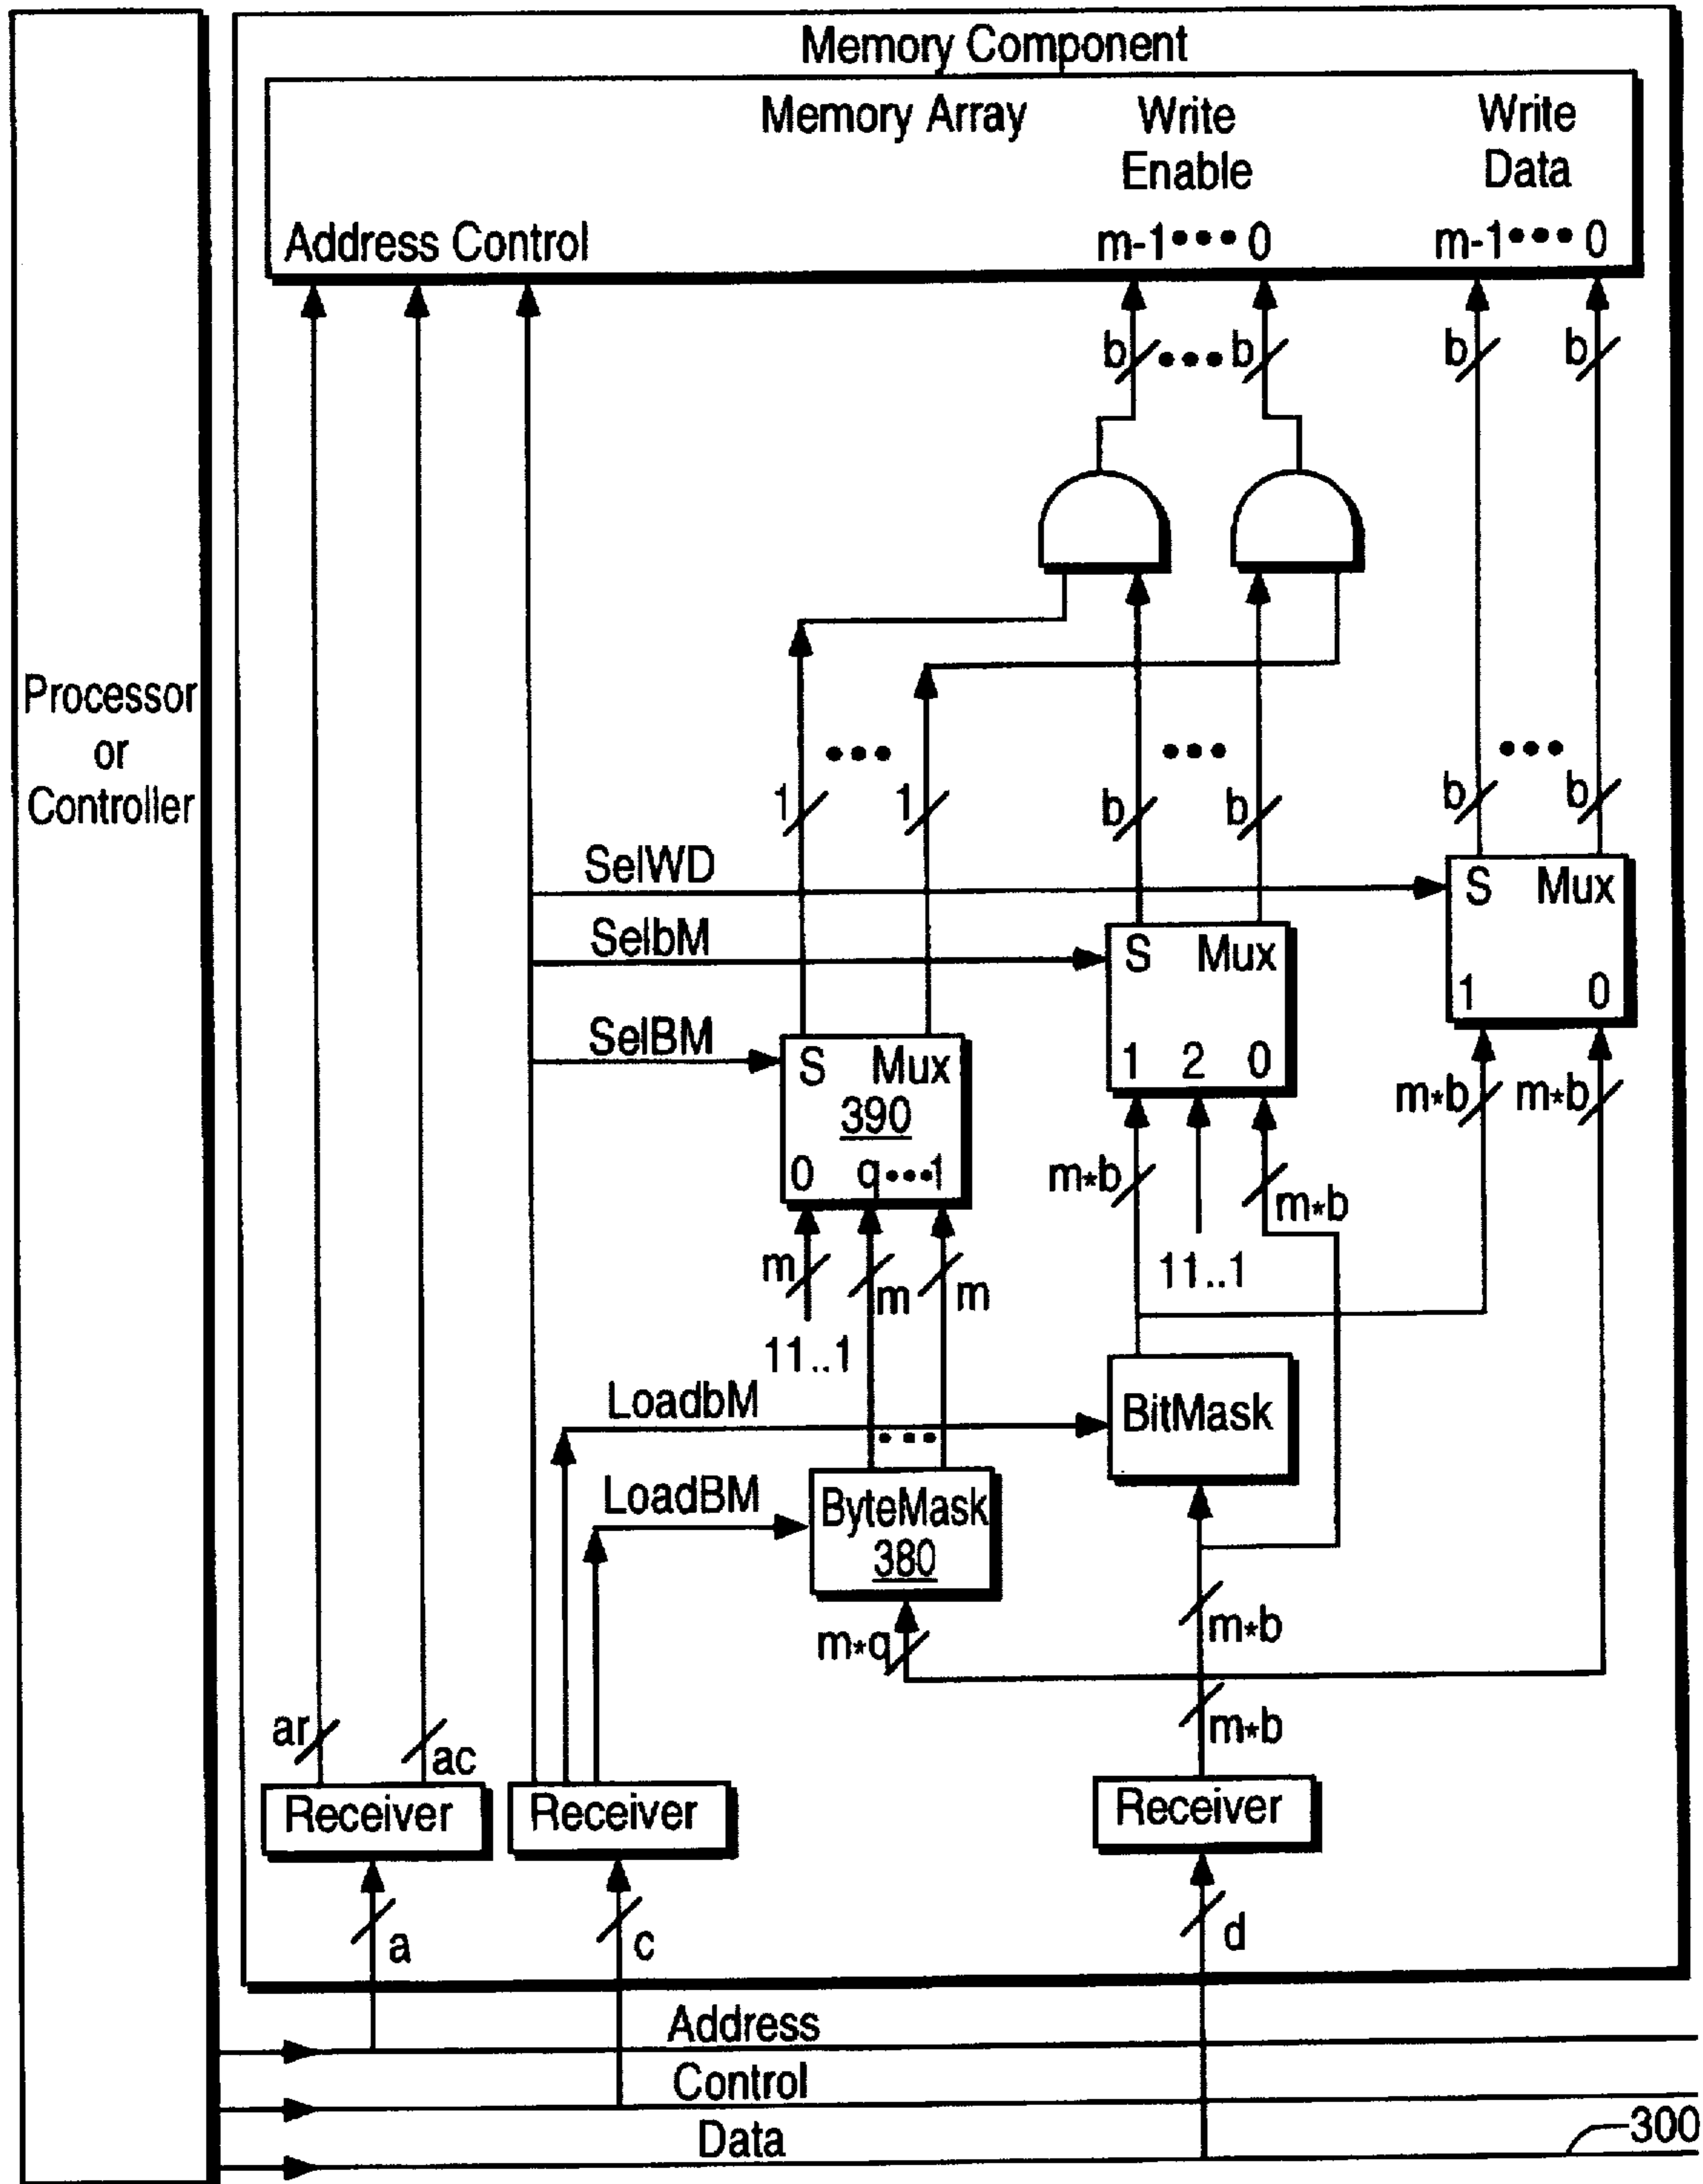 Memory Component
Memory Array
Write
Enable
Write
Data
Address Control
m-1••• 0
m-1••• 0
b ••• b
b
b
Processor
or
Controller
•••
•••
•••
1
1
b
b
b
b
SelWD
S Mux
1 0
SelbM
S Mux
1 2 0
SelBM
S Mux
390
0 q•••1
m*b
m*b
m*b
m*b
m
m
m
11..1
11..1
LoadbM
BitMask
•••
LoadBM
ByteMask
380
m*q
m*b
m*b
ar
ac
Receiver
Receiver
Receiver
a
c
d
Address
Control
Data
300